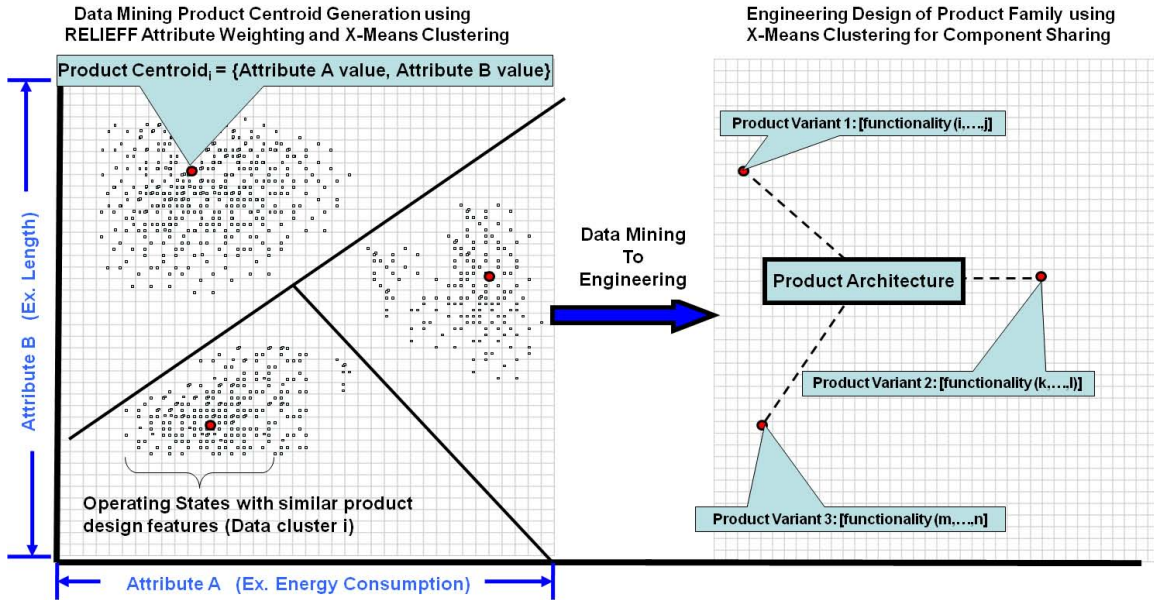 Data Mining Product Centroid Generation using
RELIEFF Attribute Weighting and X-Means Clustering
Product Centroidi = {Attribute A value, Attribute B value}
Attribute B (Ex. Length)
Operating States with similar product
design features (Data cluster i)
Attribute A (Ex. Energy Consumption)
Data Mining
To
Engineering
Engineering Design of Product Family using
X-Means Clustering for Component Sharing
Product Variant 1: [functionality (i,...,j]
Product Architecture
Product Variant 2: [functionality (k,...,l)]
Product Variant 3: [functionality (m,...,n]